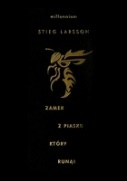 millennium
STIEG LARSSON
ZAMEK
Z PIASKU
KTÓRY
RUNĄŁ